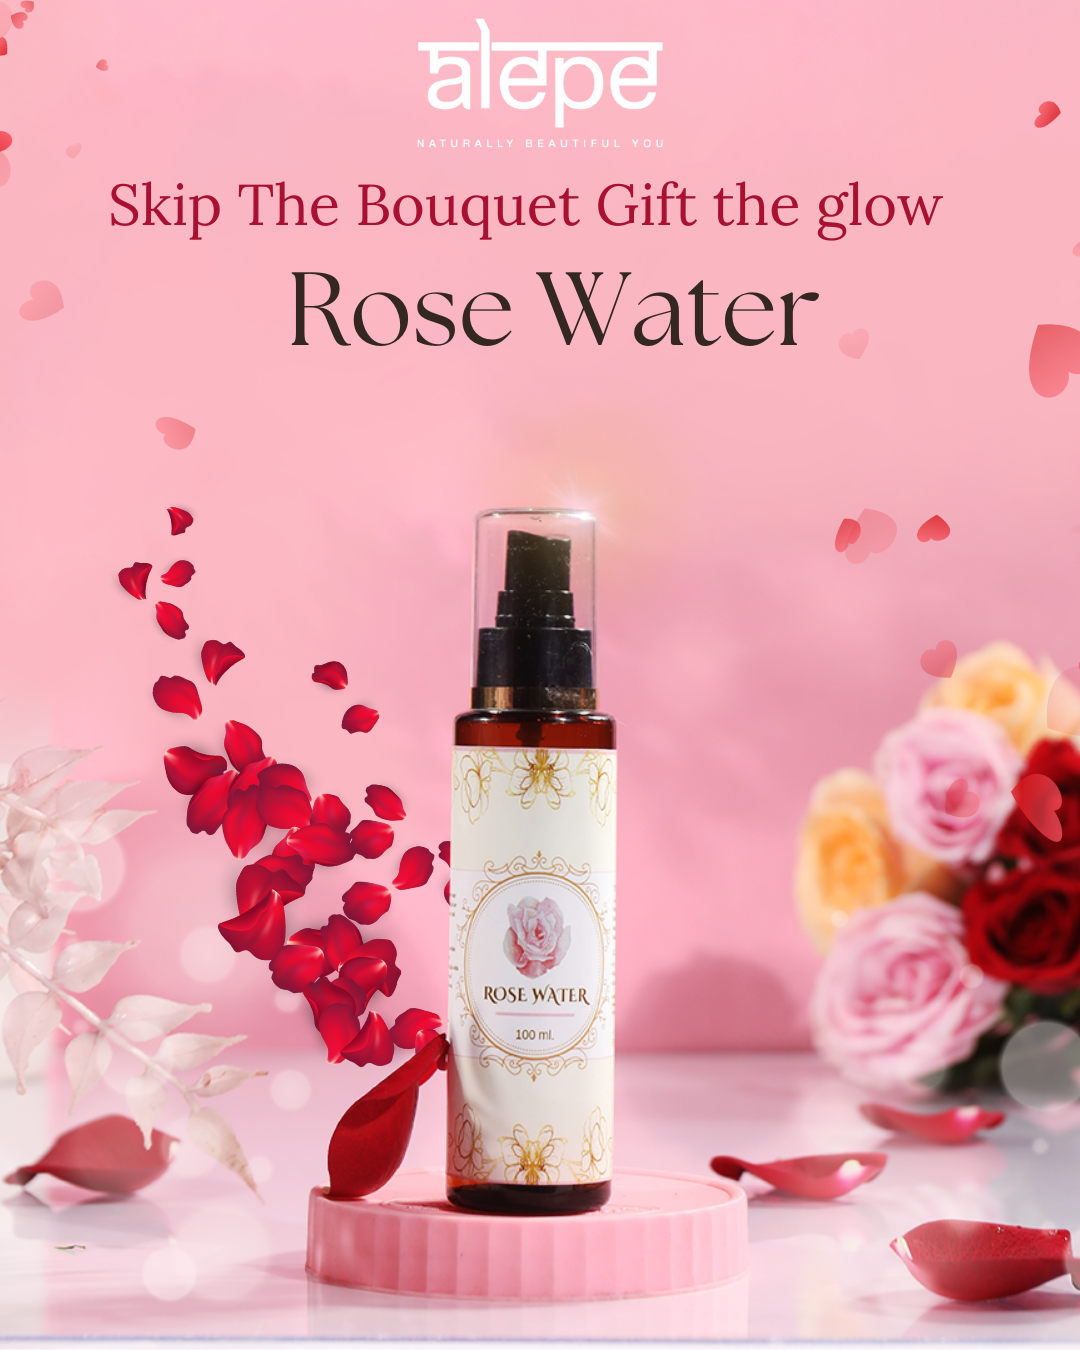 alepe
NATURALLY BEAUTIFUL YOU
Skip The Bouquet Gift the glow
Rose Water
ROSE WATER
100 ml.